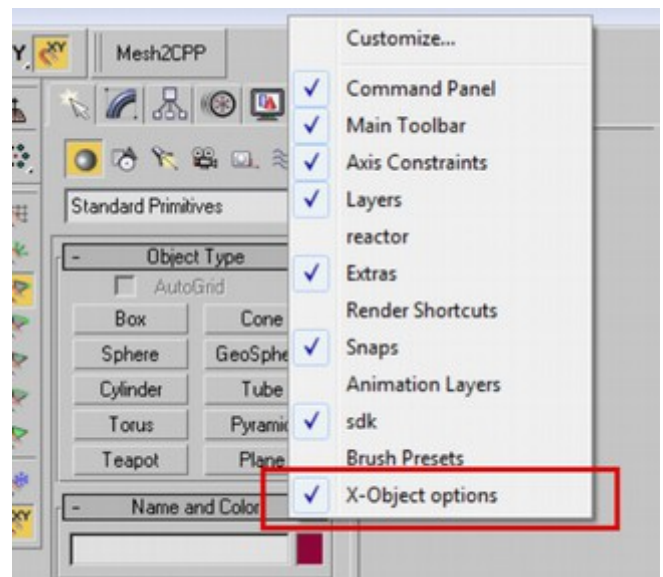 Y
XY
Mesh2CPP
Customize...
Command Panel
Main Toolbar
Axis Constraints
Layers
reactor
Extras
Render Shortcuts
Snaps
Animation Layers
sdk
Brush Presets
X-Object options
Standard Primitives
- Object Type
AutoGrid
Box Cone
Sphere GeoSphe
Cylinder Tube
Torus Pyramid
Teapot Plane
- Name and Color
XY